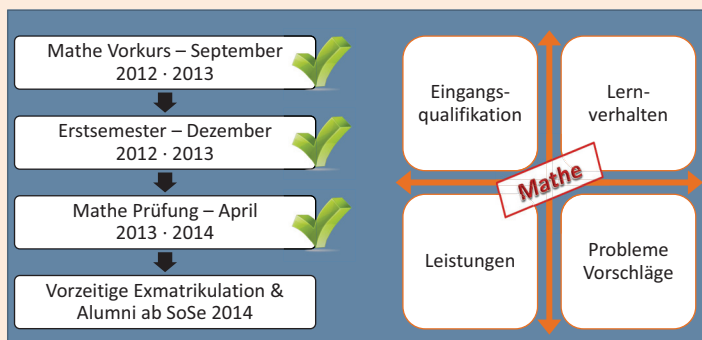 Mathe Vorkurs – September
2012 · 2013
Erstsemester – Dezember
2012 · 2013
Mathe Prüfung – April
2013 · 2014
Vorzeitige Exmatrikulation &
Alumni ab SoSe 2014
Eingangs-
qualifikation
Lern-
verhalten
Mathe
Leistungen
Probleme
Vorschläge